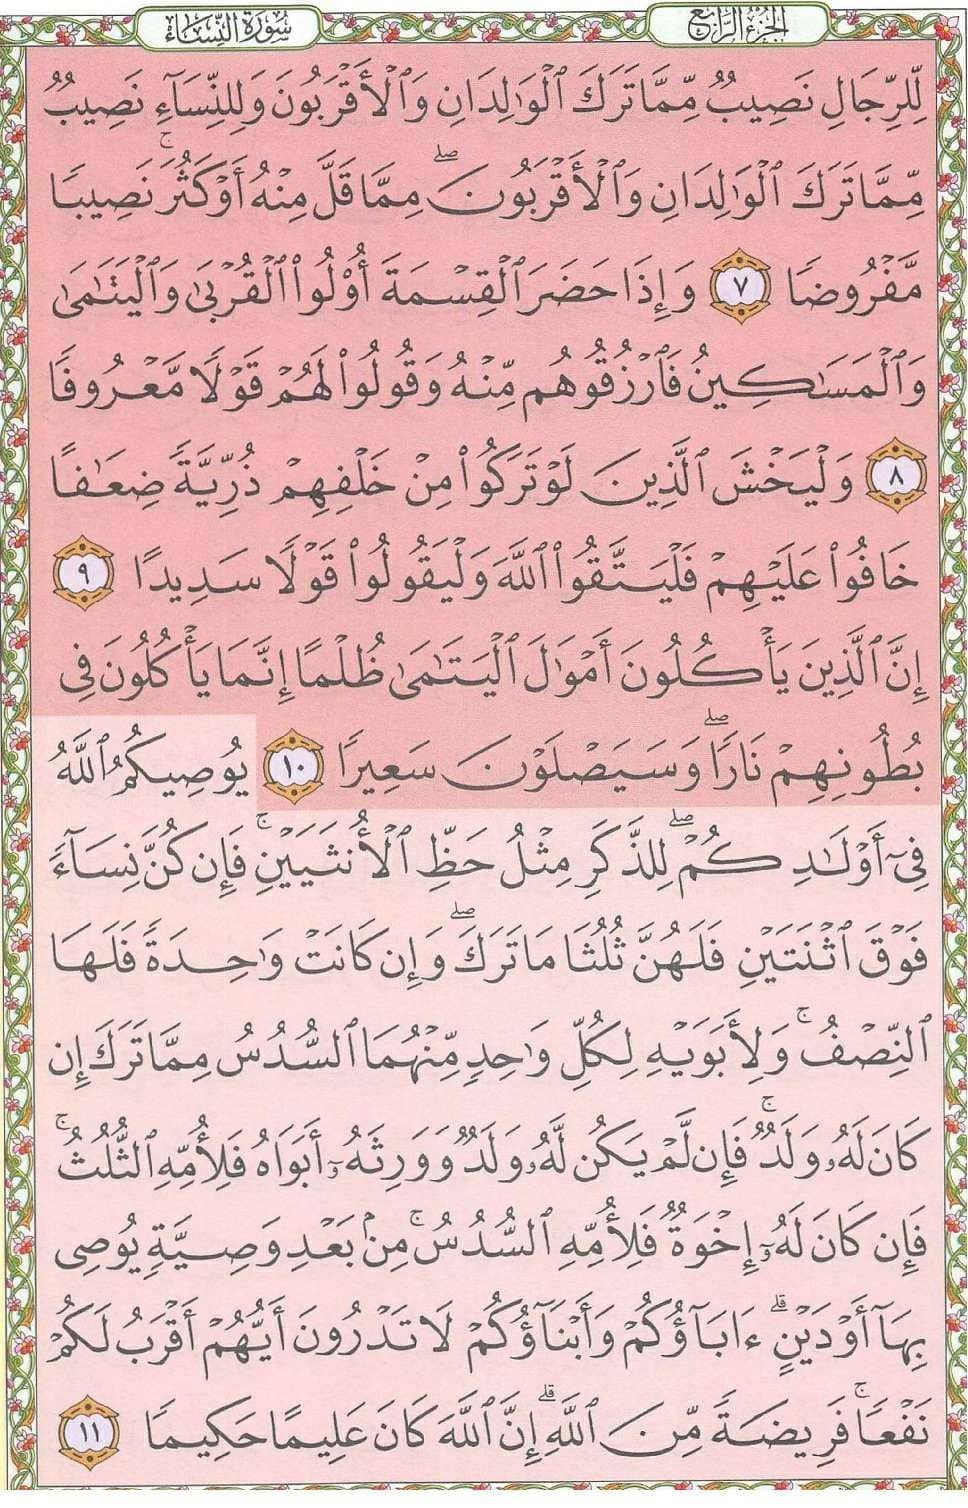 سُورَةُ النِّسَاءِ
الجُزْءُ الرَّابِعُ
لِّلرِّجَالِ نَصِيبٌ مِّمَّا تَرَكَ ٱلْوَٰلِدَانِ وَٱلْأَقْرَبُونَ وَلِلنِّسَآءِ نَصِيبٌ
مِّمَّا تَرَكَ ٱلْوَٰلِدَانِ وَٱلْأَقْرَبُونَ ۖ مِمَّا قَلَّ مِنْهُ أَوْ كَثُرَ ۚ نَصِيبًا
مَّفْرُوضًا ٧ وَإِذَا حَضَرَ ٱلْقِسْمَةَ أُو۟لُوا۟ ٱلْقُرْبَىٰ وَٱلْيَتَٰمَىٰ
وَٱلْمَسَٰكِينُ فَٱرْزُقُوهُم مِّنْهُ وَقُولُوا۟ لَهُمْ قَوْلًا مَّعْرُوفًا
٨ وَلْيَخْشَ ٱلَّذِينَ لَوْ تَرَكُوا۟ مِنْ خَلْفِهِمْ ذُرِّيَّةً ضِعَٰفًا
خَافُوا۟ عَلَيْهِمْ فَلْيَتَّقُوا۟ ٱللَّهَ وَلْيَقُولُوا۟ قَوْلًا سَدِيدًا ٩
إِنَّ ٱلَّذِينَ يَأْكُلُونَ أَمْوَٰلَ ٱلْيَتَٰمَىٰ ظُلْمًا إِنَّمَا يَأْكُلُونَ فِى
بُطُونِهِمْ نَارًا ۖ وَسَيَصْلَوْنَ سَعِيرًا ١٠ يُوصِيكُمُ ٱللَّهُ
فِىٓ أَوْلَٰدِكُمْ ۖ لِلذَّكَرِ مِثْلُ حَظِّ ٱلْأُنثَيَيْنِ ۚ فَإِن كُنَّ نِسَآءً
فَوْقَ ٱثْنَتَيْنِ فَلَهُنَّ ثُلُثَا مَا تَرَكَ ۖ وَإِن كَانَتْ وَٰحِدَةً فَلَهَا
ٱلنِّصْفُ ۚ وَلِأَبَوَيْهِ لِكُلِّ وَٰحِدٍ مِّنْهُمَا ٱلسُّدُسُ مِمَّا تَرَكَ إِن
كَانَ لَهُۥ وَلَدٌ ۚ فَإِن لَّمْ يَكُن لَّهُۥ وَلَدٌ وَوَرِثَهُۥٓ أَبَوَاهُ فَلِأُمِّهِ ٱلثُّلُثُ ۚ
فَإِن كَانَ لَهُۥٓ إِخْوَةٌ فَلِأُمِّهِ ٱلسُّدُسُ ۚ مِنۢ بَعْدِ وَصِيَّةٍ يُوصِى
بِهَآ أَوْ دَيْنٍ ۗ ءَابَآؤُكُمْ وَأَبْنَآؤُكُمْ لَا تَدْرُونَ أَيُّهُمْ أَقْرَبُ لَكُمْ
نَفْعًا ۚ فَرِيضَةً مِّنَ ٱللَّهِ ۗ إِنَّ ٱللَّهَ كَانَ عَلِيمًا حَكِيمًا ١١